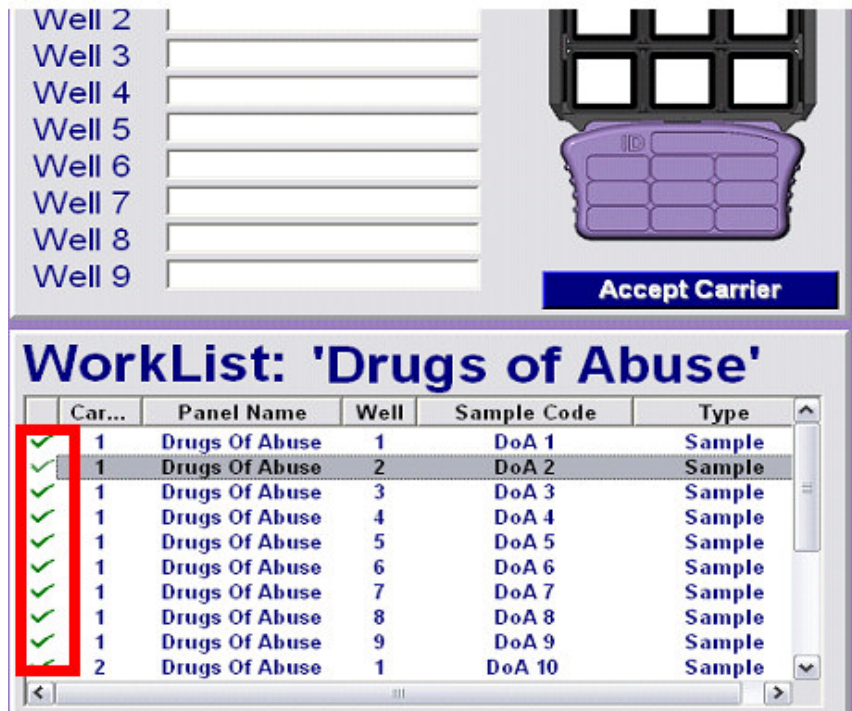 Well 2
Well 3
Well 4
Well 5
Well 6
Well 7
Well 8
Well 9
ID
Accept Carrier
WorkList: 'Drugs of Abuse'
Car... Panel Name Well Sample Code Type
1 Drugs Of Abuse 1 DoA 1 Sample
1 Drugs Of Abuse 2 DoA 2 Sample
1 Drugs Of Abuse 3 DoA 3 Sample
1 Drugs Of Abuse 4 DoA 4 Sample
1 Drugs Of Abuse 5 DoA 5 Sample
1 Drugs Of Abuse 6 DoA 6 Sample
1 Drugs Of Abuse 7 DoA 7 Sample
1 Drugs Of Abuse 8 DoA 8 Sample
1 Drugs Of Abuse 9 DoA 9 Sample
2 Drugs Of Abuse 1 DoA 10 Sample